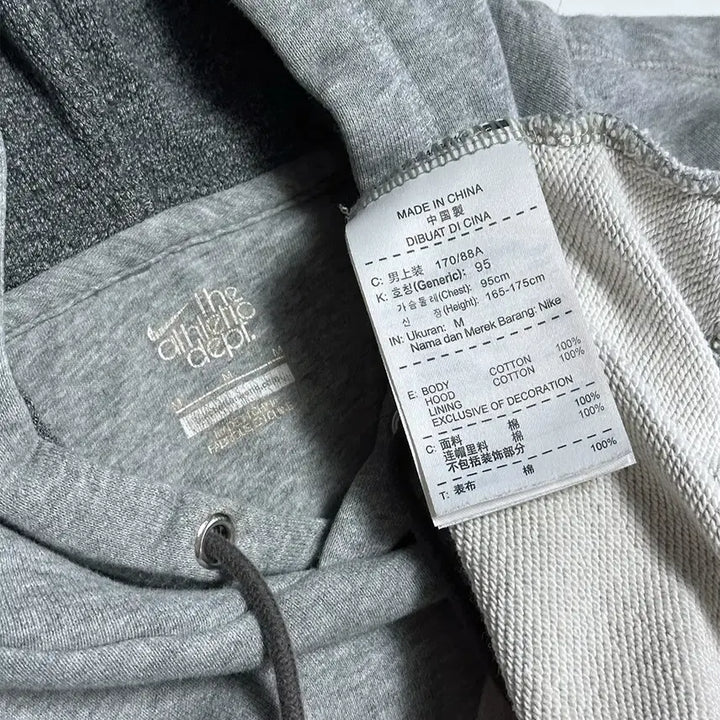 the
athletic
dept.
M M M
MADE IN CHINA
中国製
DIBUAT DI CINA
C: 男上装 170/88A
K: 호칭(Generic): 95
가슴둘레(Chest): 95cm
신 장(Height): 165-175cm
IN: Ukuran: M
Nama dan Merek Barang: Nike
E: BODY COTTON 100%
HOOD COTTON 100%
LINING
EXCLUSIVE OF DECORATION
C: 面料 棉 100%
连帽里料 棉 100%
不包括装饰部分
T: 表布 棉 100%